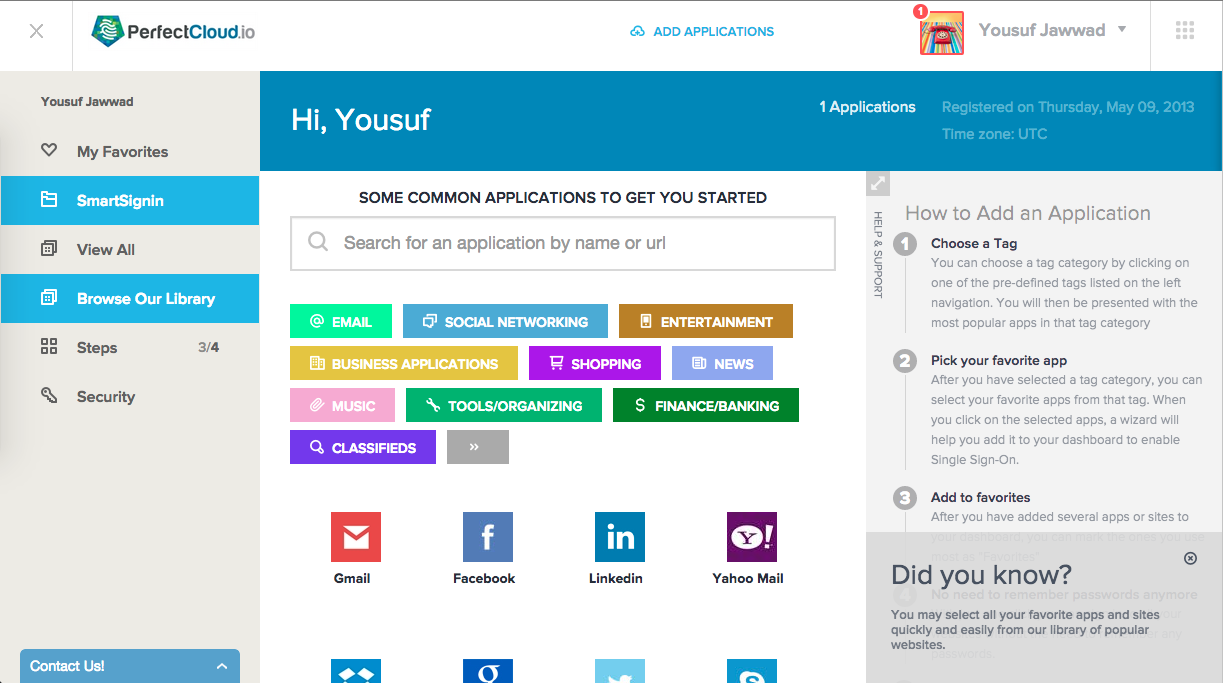 PerfectCloud.io
ADD APPLICATIONS
1
Yousuf Jawwad
Yousuf Jawwad
My Favorites
SmartSignin
View All
Browse Our Library
Steps 3/4
Security
Contact Us!
Hi, Yousuf
1 Applications
Registered on Thursday, May 09, 2013
Time zone: UTC
SOME COMMON APPLICATIONS TO GET YOU STARTED
Search for an application by name or url
EMAIL
SOCIAL NETWORKING
ENTERTAINMENT
BUSINESS APPLICATIONS
SHOPPING
NEWS
MUSIC
TOOLS/ORGANIZING
$ FINANCE/BANKING
CLASSIFIEDS
»
Gmail
Facebook
Linkedin
Yahoo Mail
HELP & SUPPORT
How to Add an Application
1 Choose a Tag
You can choose a tag category by clicking on
one of the pre-defined tags listed on the left
navigation. You will then be presented with the
most popular apps in that tag category
2 Pick your favorite app
After you have selected a tag category, you can
select your favorite apps from that tag. When
you click on the selected apps, a wizard will
help you add it to your dashboard to enable
Single Sign-On.
3 Add to favorites
After you have added several apps or sites to
your dashboard, you can mark the ones you use
most as "Favorites"
4 No need to remember passwords anymore
Did you know?
You may select all your favorite apps and sites
quickly and easily from our library of popular
websites.